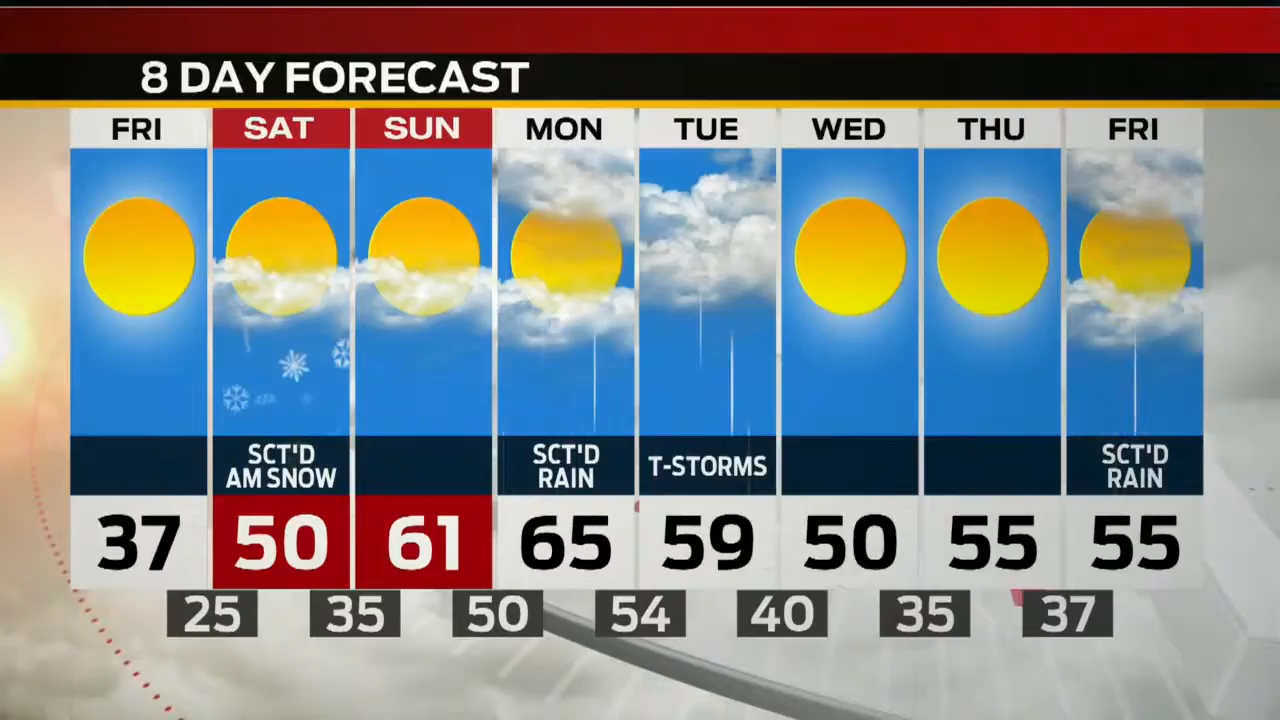 8 DAY FORECAST
FRI SAT SUN MON TUE WED THU FRI
SCT'D
AM SNOW
SCT'D
RAIN
T-STORMS
SCT'D
RAIN
37 50 61 65 59 50 55 55
25 35 50 54 40 35 37